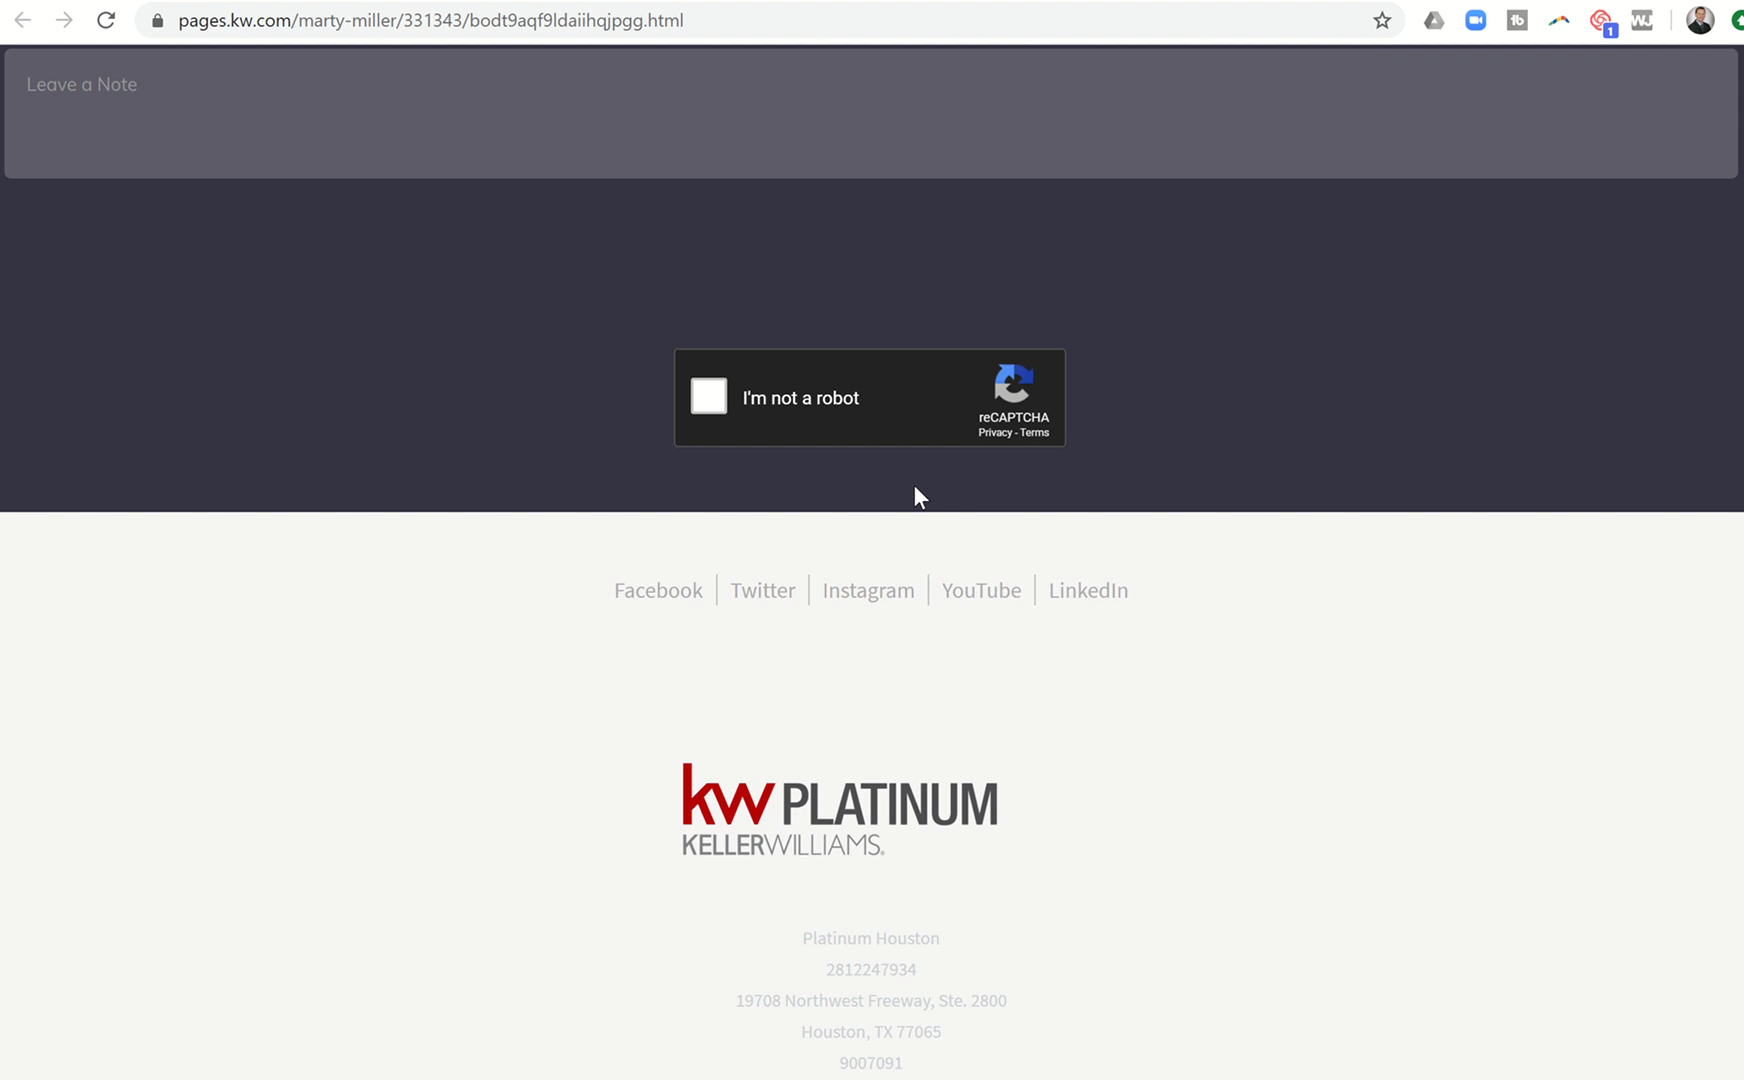 pages.kw.com/marty-miller/331343/bodt9aqf9ldaiihqjpgg.html
1
Leave a Note
I'm not a robot
reCAPTCHA
Privacy - Terms
Facebook
Twitter
Instagram
YouTube
LinkedIn
kw PLATINUM
KELLERWILLIAMS.
Platinum Houston
2812247934
19708 Northwest Freeway, Ste. 2800
Houston, TX 77065
9007091